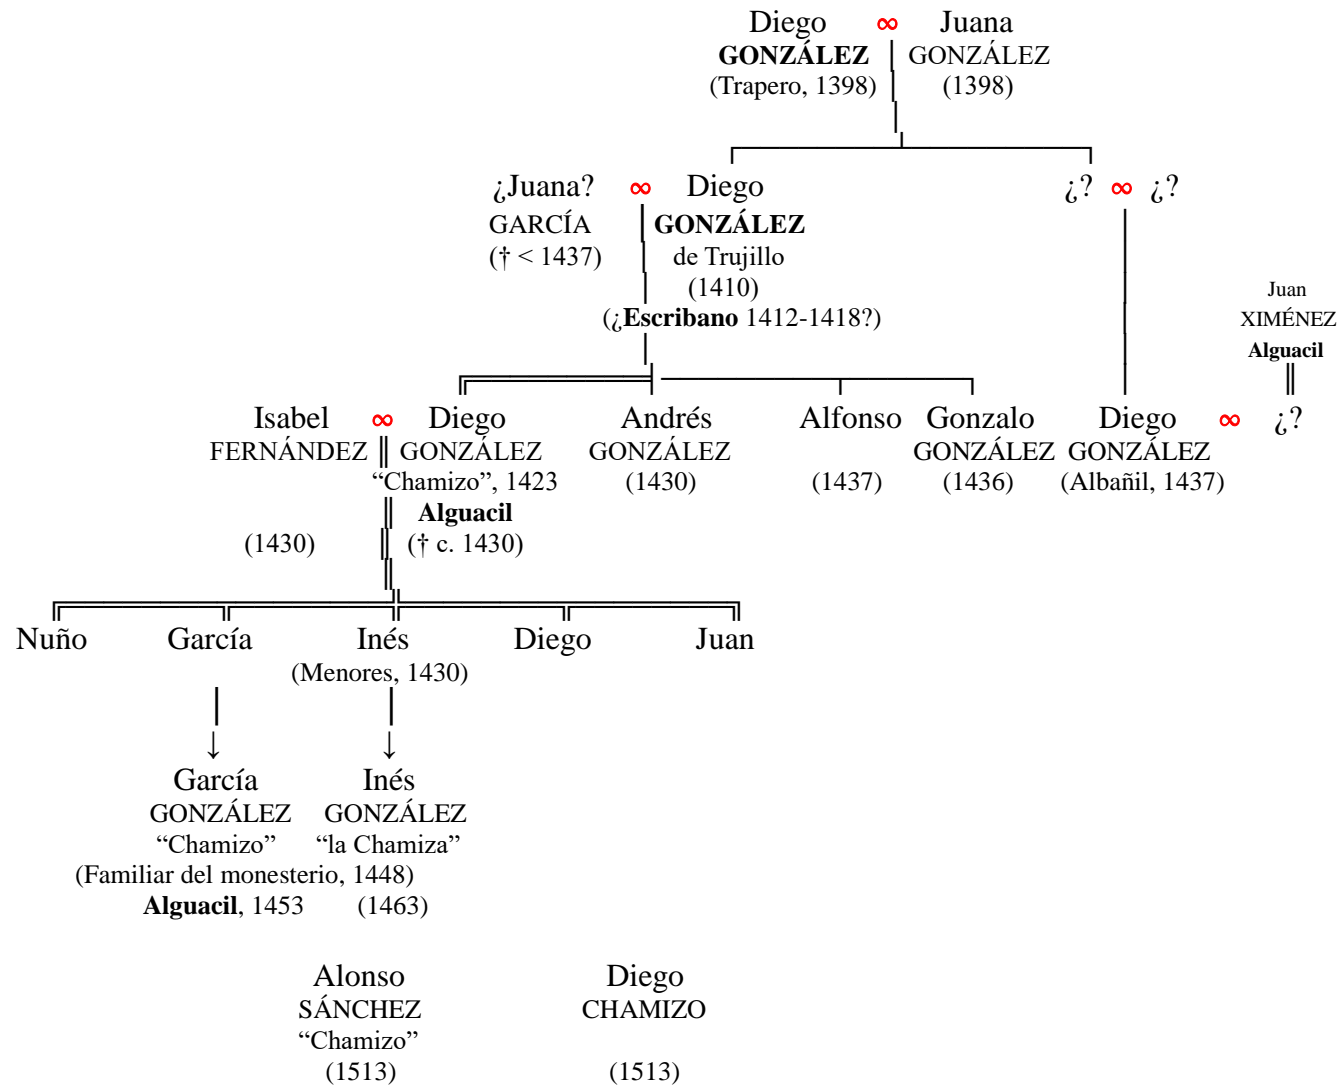 Diego ∞ Juana
GONZÁLEZ GONZÁLEZ
(Trapero, 1398) (1398)
¿Juana? ∞ Diego ¿? ∞ ¿?
GARCÍA GONZÁLEZ
(† < 1437) de Trujillo
(1410) Juan
(¿Escribano 1412-1418?) XIMÉNEZ
Alguacil
Isabel ∞ Diego Andrés Alfonso Gonzalo Diego ∞ ¿?
FERNÁNDEZ GONZÁLEZ GONZÁLEZ GONZÁLEZ GONZÁLEZ
“Chamizo”, 1423 (1430) (1437) (1436) (Albañil, 1437)
Alguacil
(1430) († c. 1430)
Nuño García Inés Diego Juan
(Menores, 1430)
↓ ↓
García Inés
GONZÁLEZ GONZÁLEZ
“Chamizo” “la Chamiza”
(Familiar del monesterio, 1448)
Alguacil, 1453 (1463)
Alonso Diego
SÁNCHEZ CHAMIZO
“Chamizo”
(1513) (1513)